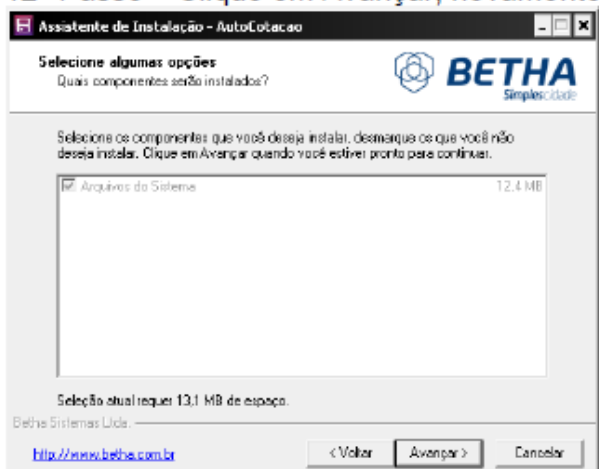 Assistente de Instalação - AutoCotacao
Selecione algumas opções
Quais componentes serão instalados?
BETHA
Simplescidade
Selecione os componentes que você deseja instalar, desmarque os que você não
deseja instalar. Clique em Avançar quando você estiver pronto para continuar.
Arquivos do Sistema 12,4 MB
Seleção atual requer 13,1 MB de espaço.
Betha Sistemas Ltda.
http://www.betha.com.br
< Voltar Avançar > Cancelar